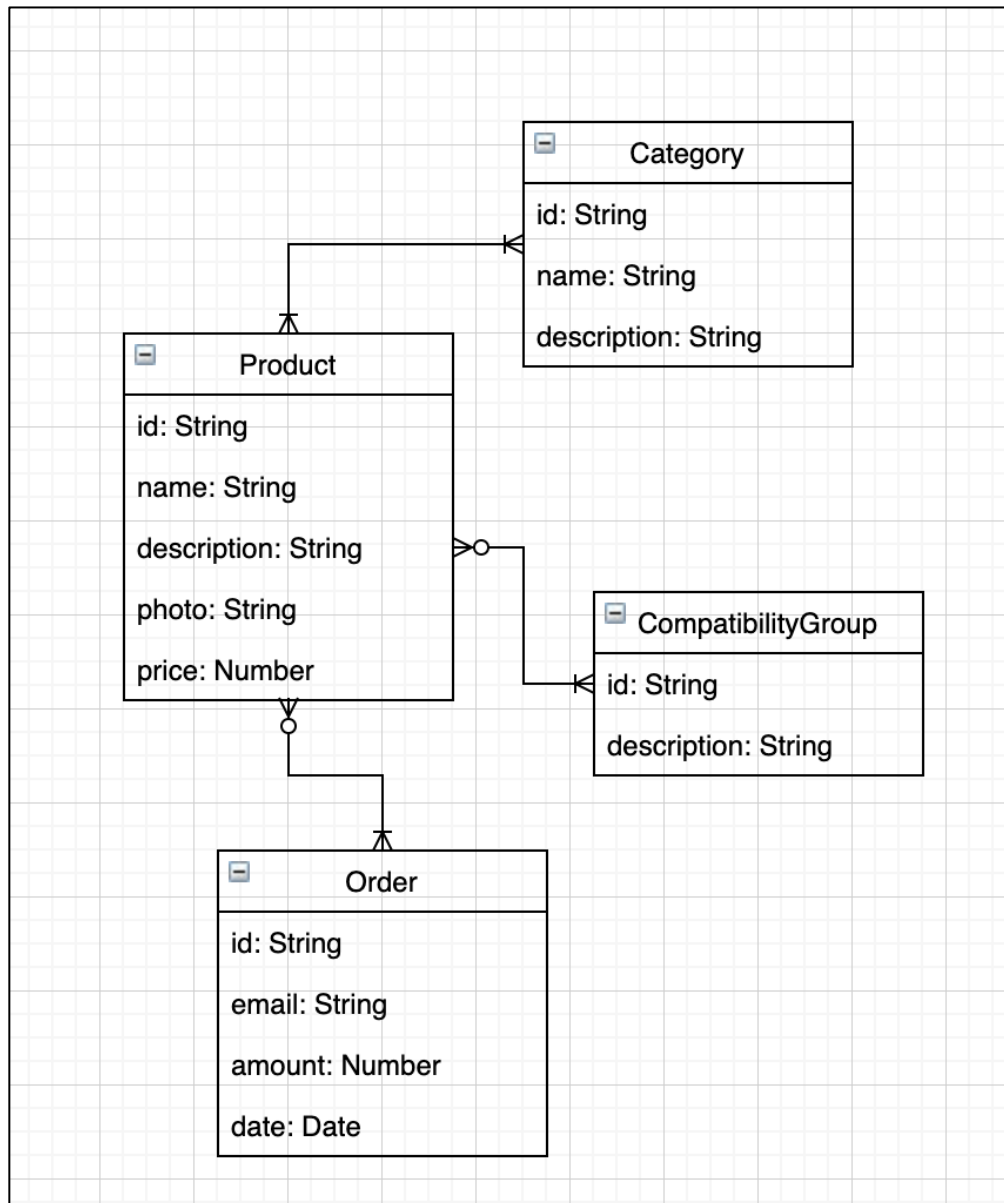 Category
id: String
name: String
description: String
Product
id: String
name: String
description: String
photo: String
price: Number
CompatibilityGroup
id: String
description: String
Order
id: String
email: String
amount: Number
date: Date